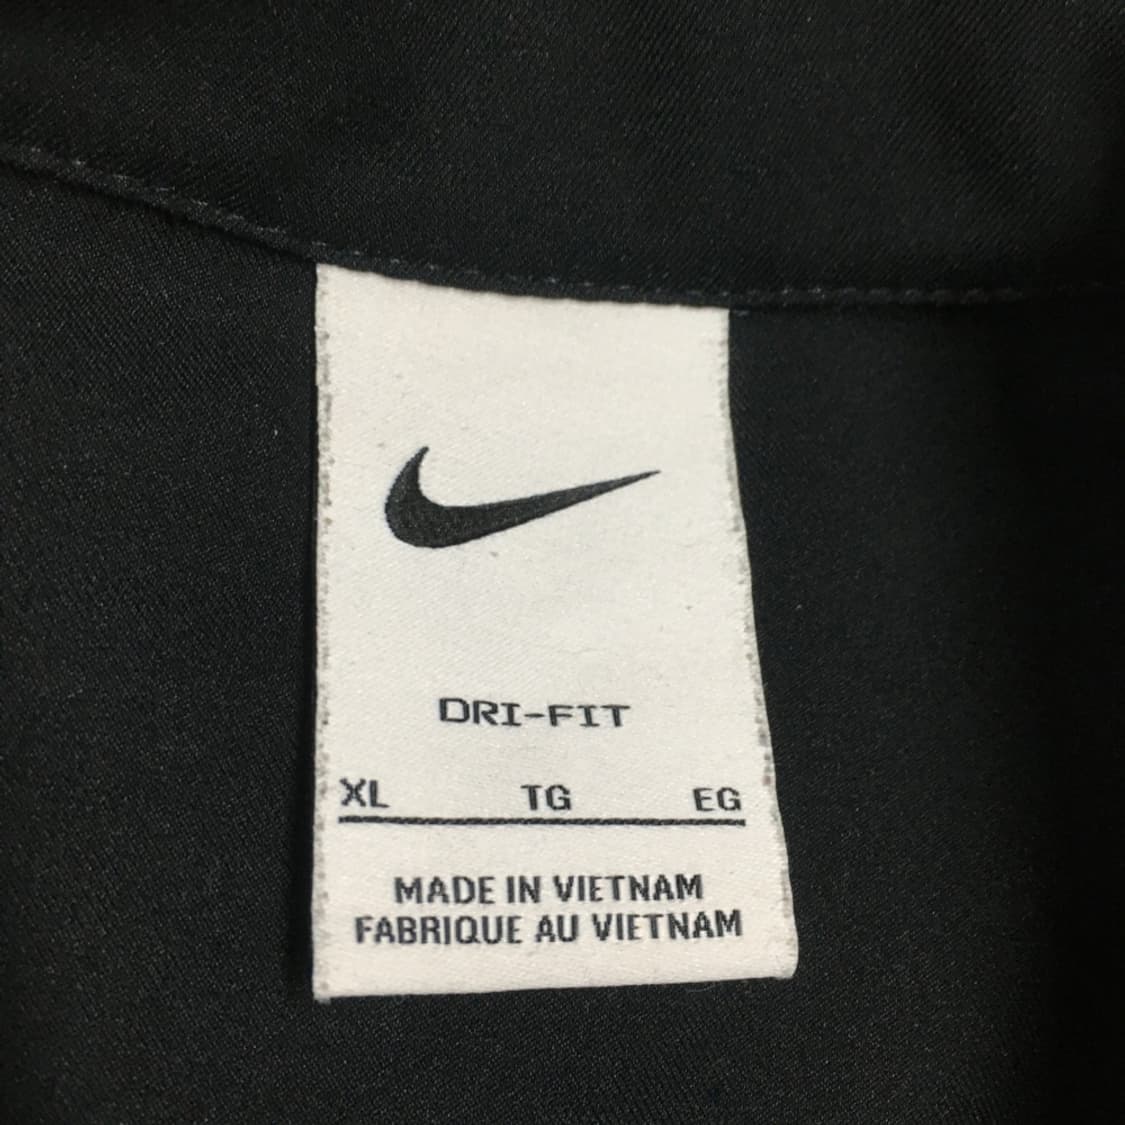 DRI-FIT
XL TG EG
MADE IN VIETNAM
FABRIQUE AU VIETNAM